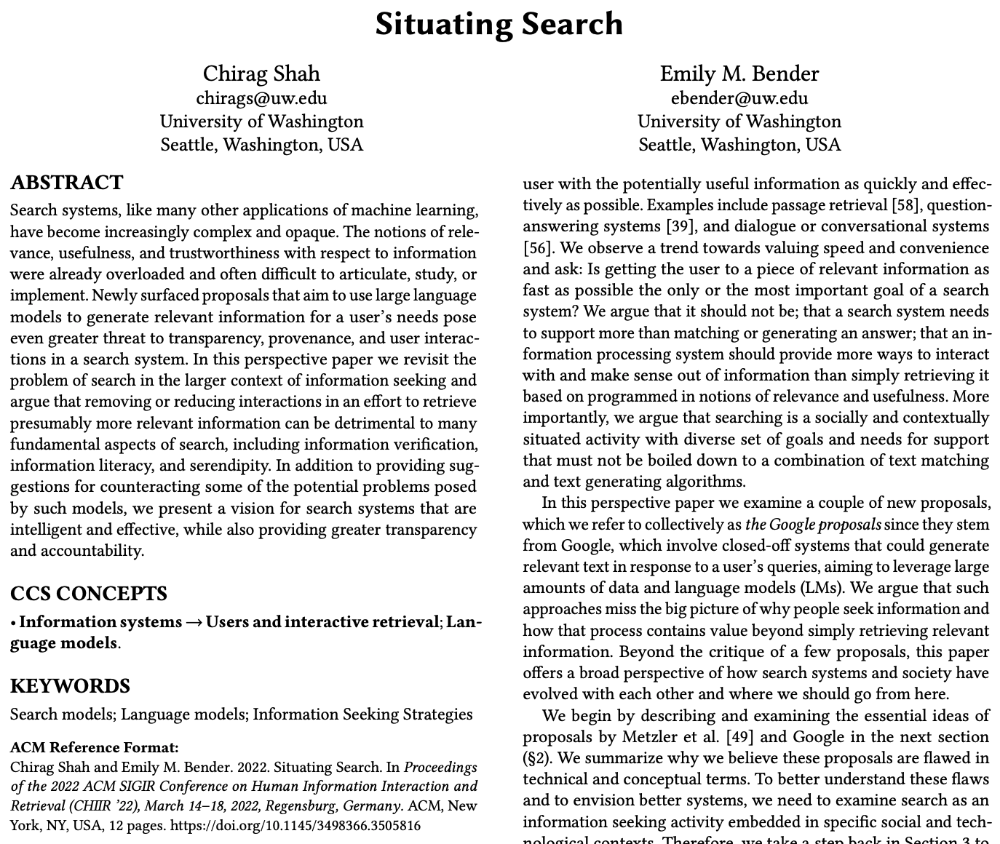 Situating Search
Chirag Shah
chirags@uw.edu
University of Washington
Seattle, Washington, USA
Emily M. Bender
ebender@uw.edu
University of Washington
Seattle, Washington, USA
ABSTRACT
Search systems, like many other applications of machine learning,
have become increasingly complex and opaque. The notions of rele-
vance, usefulness, and trustworthiness with respect to information
were already overloaded and often difficult to articulate, study, or
implement. Newly surfaced proposals that aim to use large language
models to generate relevant information for a user's needs pose
even greater threat to transparency, provenance, and user interac-
tions in a search system. In this perspective paper we revisit the
problem of search in the larger context of information seeking and
argue that removing or reducing interactions in an effort to retrieve
presumably more relevant information can be detrimental to many
fundamental aspects of search, including information verification,
information literacy, and serendipity. In addition to providing sug-
gestions for counteracting some of the potential problems posed
by such models, we present a vision for search systems that are
intelligent and effective, while also providing greater transparency
and accountability.
CCS CONCEPTS
• Information systems → Users and interactive retrieval; Lan-
guage models.
KEYWORDS
Search models; Language models; Information Seeking Strategies
ACM Reference Format:
Chirag Shah and Emily M. Bender. 2022. Situating Search. In Proceedings
of the 2022 ACM SIGIR Conference on Human Information Interaction and
Retrieval (CHIIR '22), March 14–18, 2022, Regensburg, Germany. ACM, New
York, NY, USA, 12 pages. https://doi.org/10.1145/3498366.3505816
user with the potentially useful information as quickly and effec-
tively as possible. Examples include passage retrieval [58], question-
answering systems [39], and dialogue or conversational systems
[56]. We observe a trend towards valuing speed and convenience
and ask: Is getting the user to a piece of relevant information as
fast as possible the only or the most important goal of a search
system? We argue that it should not be; that a search system needs
to support more than matching or generating an answer; that an in-
formation processing system should provide more ways to interact
with and make sense out of information than simply retrieving it
based on programmed in notions of relevance and usefulness. More
importantly, we argue that searching is a socially and contextually
situated activity with diverse set of goals and needs for support
that must not be boiled down to a combination of text matching
and text generating algorithms.
In this perspective paper we examine a couple of new proposals,
which we refer to collectively as the Google proposals since they stem
from Google, which involve closed-off systems that could generate
relevant text in response to a user's queries, aiming to leverage large
amounts of data and language models (LMs). We argue that such
approaches miss the big picture of why people seek information and
how that process contains value beyond simply retrieving relevant
information. Beyond the critique of a few proposals, this paper
offers a broad perspective of how search systems and society have
evolved with each other and where we should go from here.
We begin by describing and examining the essential ideas of
proposals by Metzler et al. [49] and Google in the next section
(§2). We summarize why we believe these proposals are flawed in
technical and conceptual terms. To better understand these flaws
and to envision better systems, we need to examine search as an
information seeking activity embedded in specific social and tech-
nological contexts. Therefore, we take a step back in Section 3 to